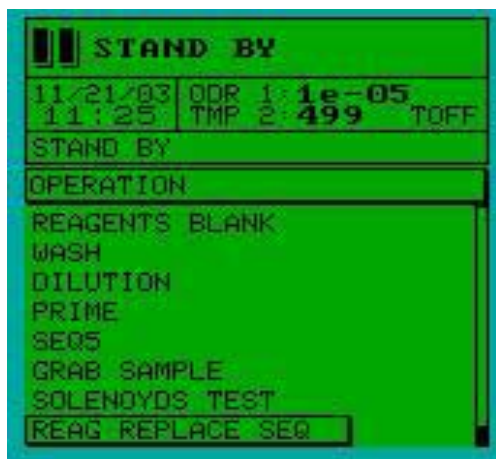 STAND BY
11/21/03 ODR 1:1e-05
11:25 TMP 2:499 TOFF
STAND BY
OPERATION
REAGENTS BLANK
WASH
DILUTION
PRIME
SEQ5
GRAB SAMPLE
SOLENOYDS TEST
REAG REPLACE SEQ